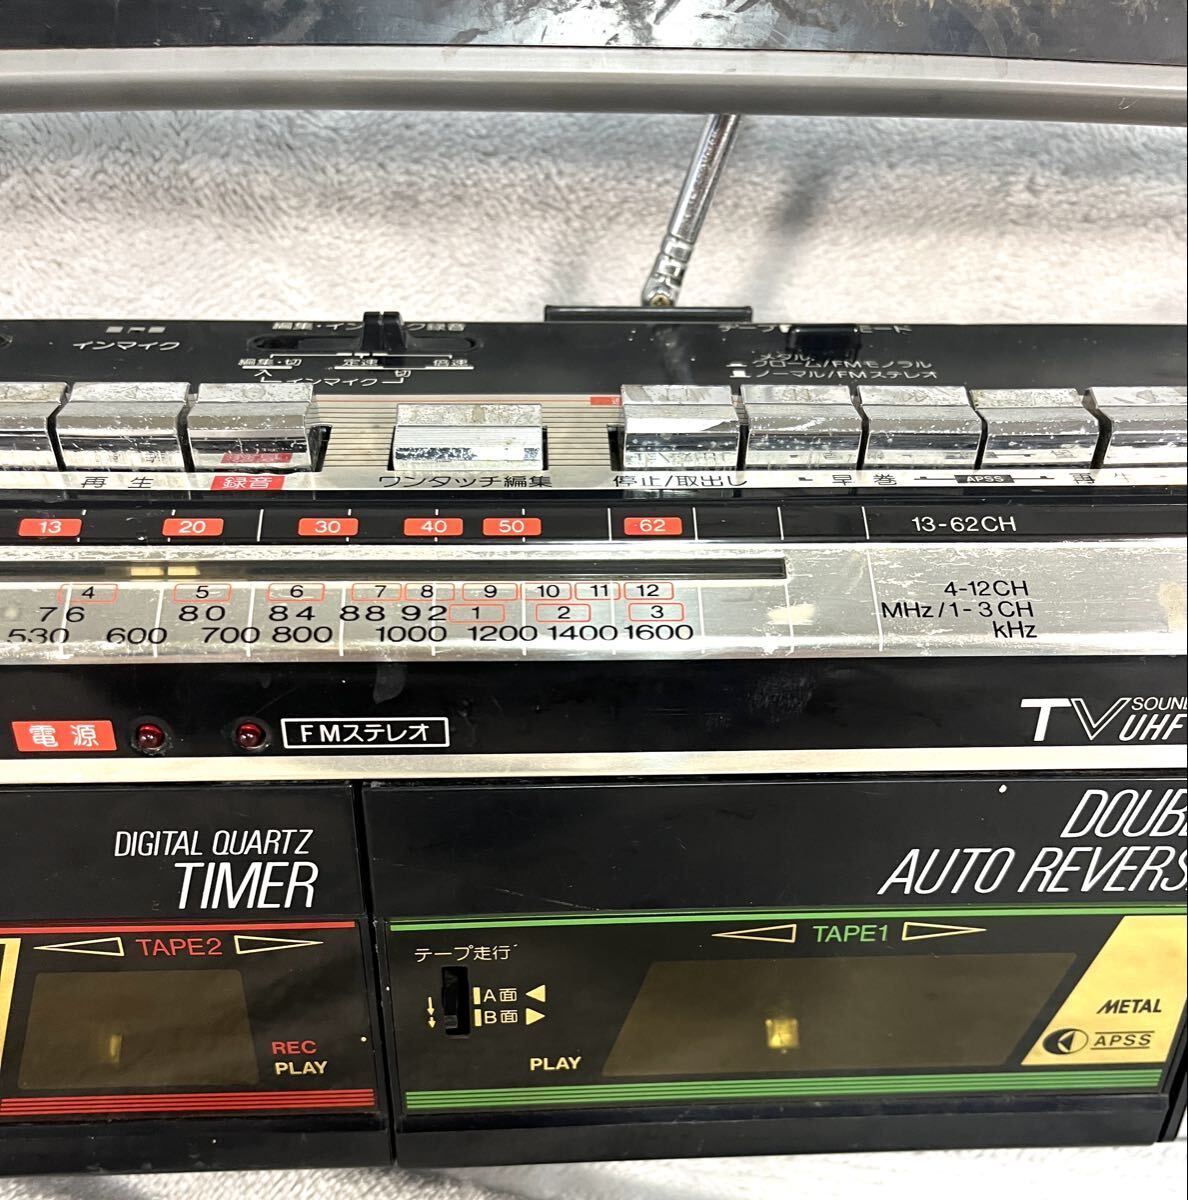 インマイク
編集・インマイク録音
編集・切 定速 倍速
入 切
インマイク
テープ モード
メタル
クローム/FMモノラル
ノーマル/FMステレオ
再生 録音 ワンタッチ編集 停止/取出し 早巻 APSS 再生
13 20 30 40 50 62 13-62CH
4 5 6 7 8 9 10 11 12 4-12CH
76 80 84 88 92 1 2 3 MHz/1-3CH
530 600 700 800 1000 1200 1400 1600 kHz
電源 FMステレオ
TV SOUND
UHF
DIGITAL QUARTZ
TIMER
DOUB
AUTO REVERS
TAPE2
REC
PLAY
TAPE1
テープ走行
A面
B面
PLAY
METAL
APSS